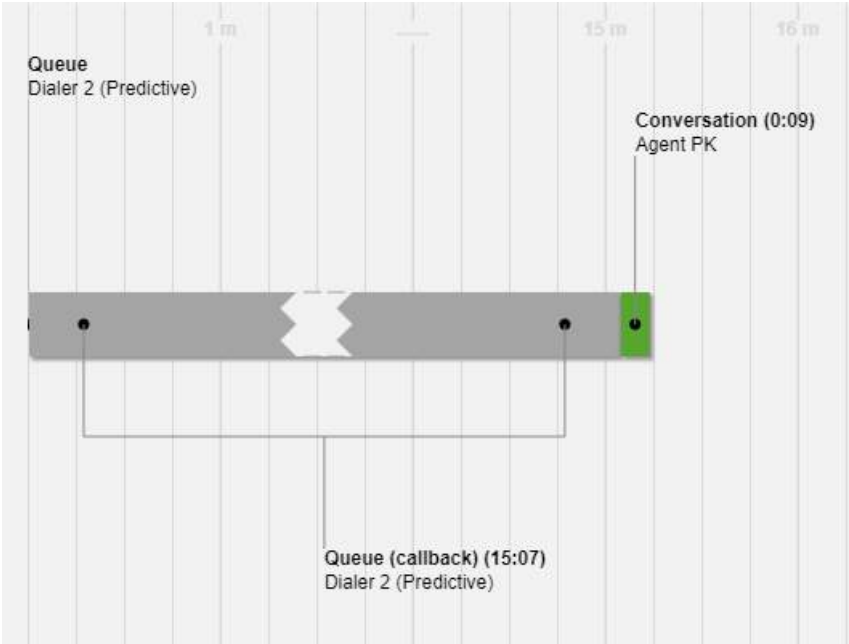 1 m
15 m
16 m
Queue
Dialer 2 (Predictive)
Conversation (0:09)
Agent PK
Queue (callback) (15:07)
Dialer 2 (Predictive)